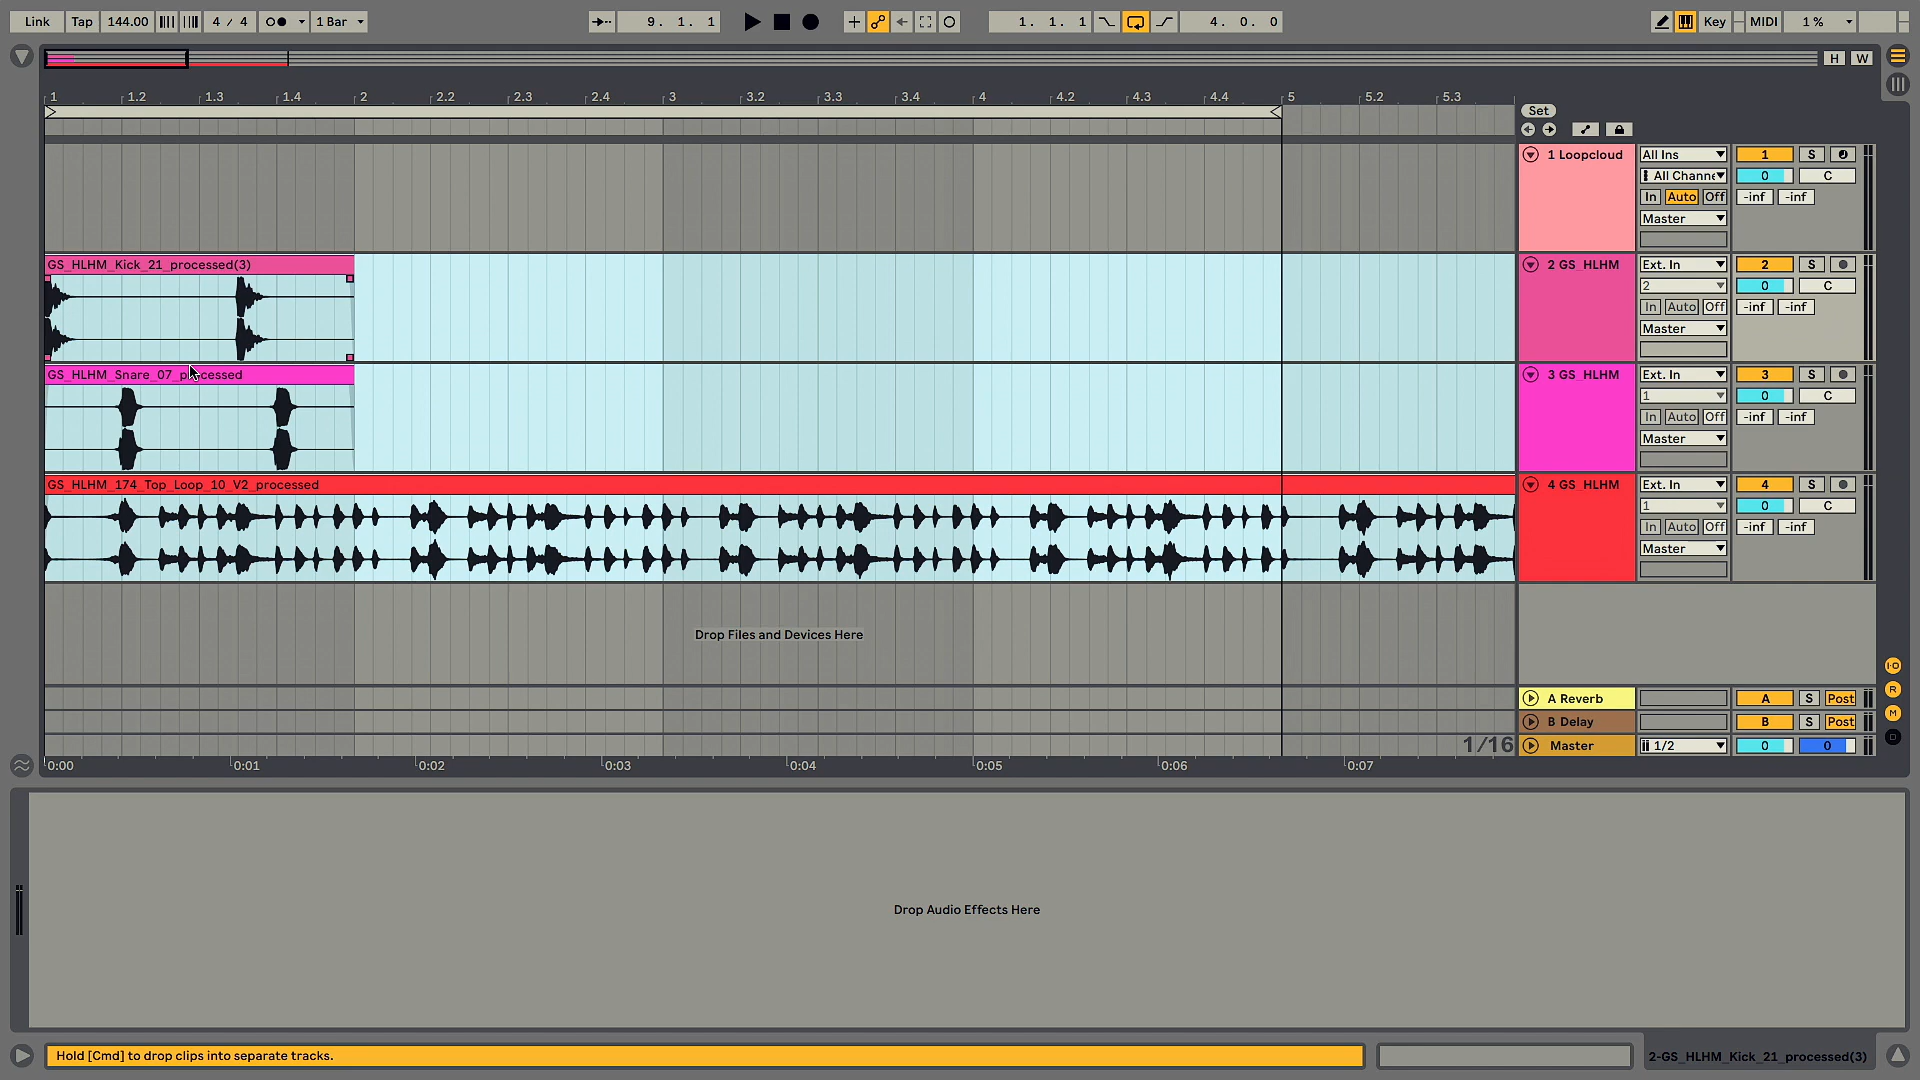 Link Tap 144.00 4 / 4 1 Bar 9. 1. 1 1. 1. 1 4. 0. 0 Key MIDI 1 %
H W
1 1.2 1.3 1.4 2 2.2 2.3 2.4 3 3.2 3.3 3.4 4 4.2 4.3 4.4 5 5.2 5.3
Set
1 Loopcloud All Ins 1 S
All Channe 0 C
In Auto Off -inf -inf
Master
GS_HLHM_Kick_21_processed(3) 2 GS_HLHM Ext. In 2 S
2 0 C
In Auto Off -inf -inf
Master
GS_HLHM_Snare_07_processed 3 GS_HLHM Ext. In 3 S
1 0 C
In Auto Off -inf -inf
Master
GS_HLHM_174_Top_Loop_10_V2_processed 4 GS_HLHM Ext. In 4 S
1 0 C
In Auto Off -inf -inf
Master
Drop Files and Devices Here
I·O
R
M
D
A Reverb A S Post
B Delay B S Post
1/16 Master 1/2 0 0
0:00 0:01 0:02 0:03 0:04 0:05 0:06 0:07
Drop Audio Effects Here
Hold [Cmd] to drop clips into separate tracks. 2-GS_HLHM_Kick_21_processed(3)